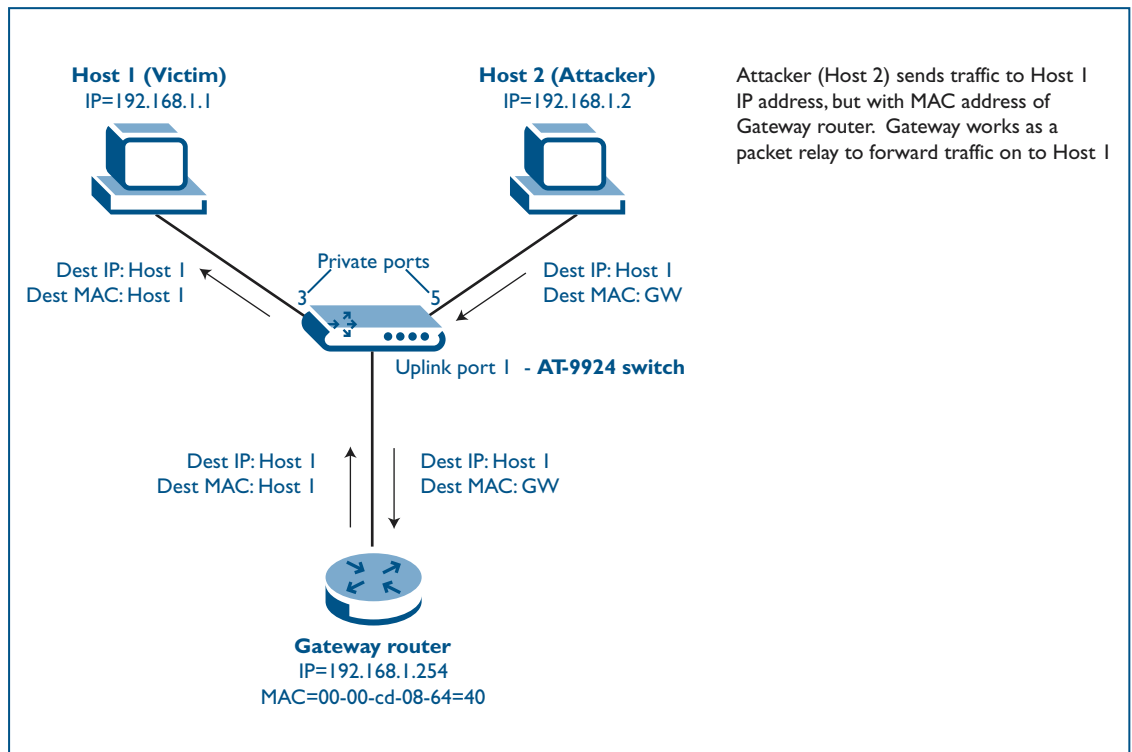 Host 1 (Victim)
IP=192.168.1.1
Host 2 (Attacker)
IP=192.168.1.2
Attacker (Host 2) sends traffic to Host 1
IP address, but with MAC address of
Gateway router. Gateway works as a
packet relay to forward traffic on to Host 1
Dest IP: Host 1
Dest MAC: Host 1
Private ports
3
5
Dest IP: Host 1
Dest MAC: GW
Uplink port 1 - AT-9924 switch
Dest IP: Host 1
Dest MAC: Host 1
Dest IP: Host 1
Dest MAC: GW
Gateway router
IP=192.168.1.254
MAC=00-00-cd-08-64=40